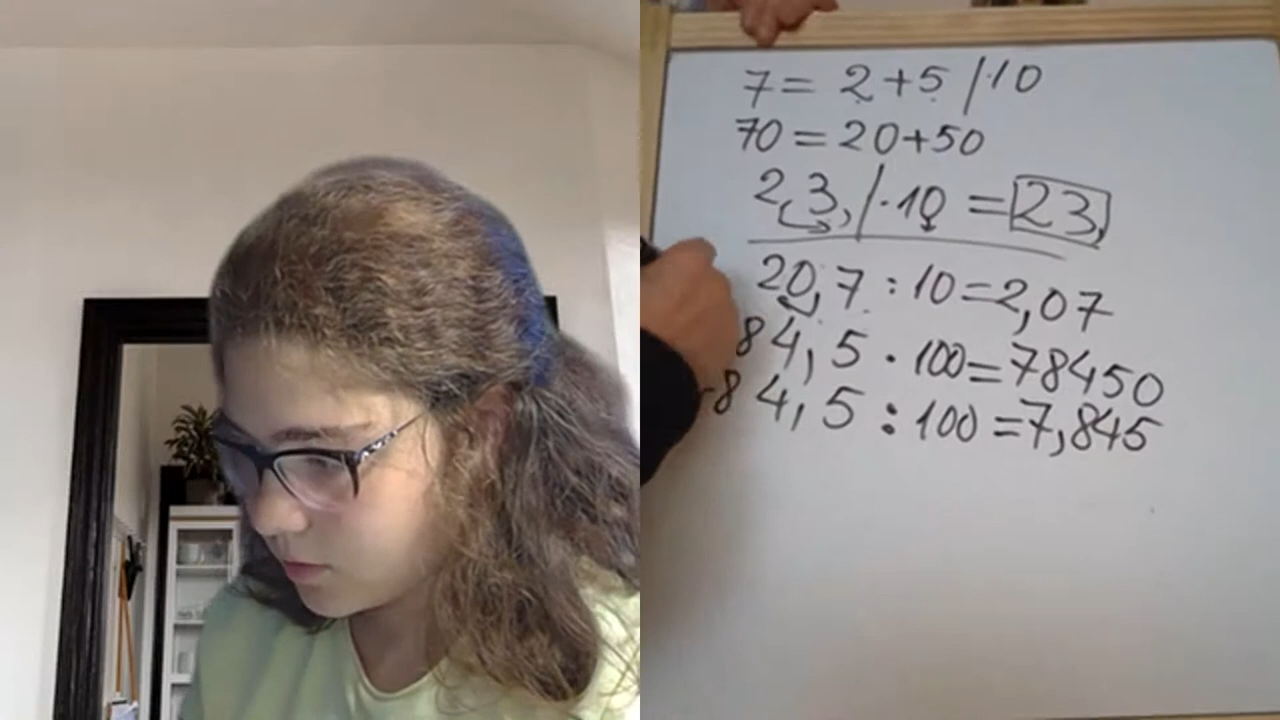 7 = 2 + 5 /·10
70 = 20 + 50
2,3, /·10 = 23,
20,7 : 10 = 2,07
84,5 · 100 = 78450
84,5 : 100 = 7,845